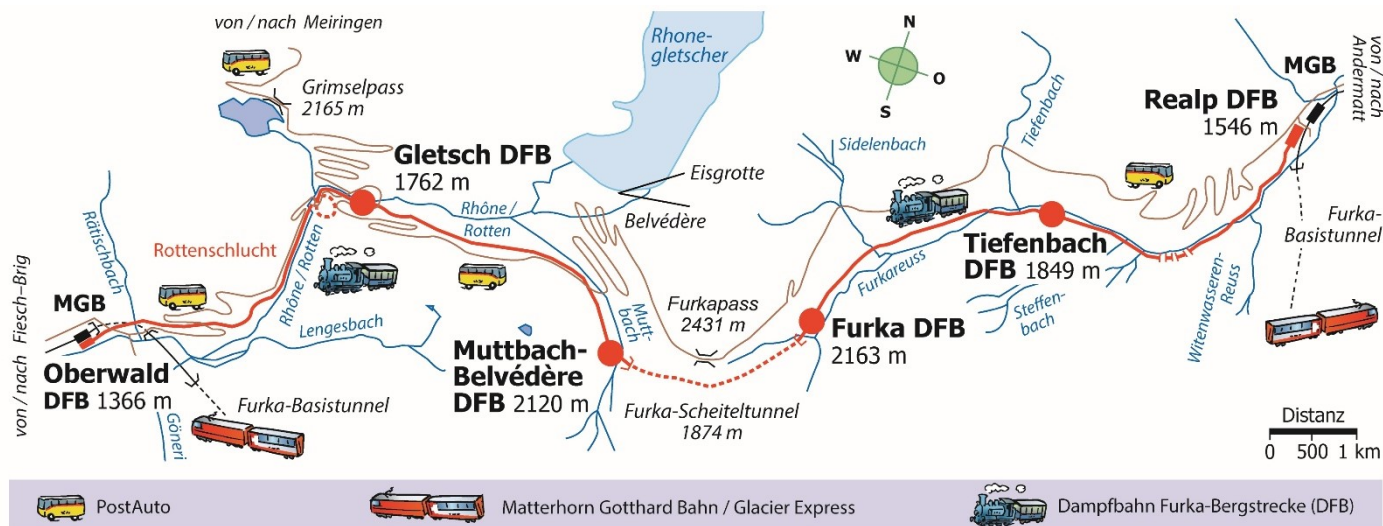 von / nach Meiringen
Grimselpass
2165 m
Rhone-
gletscher
N
W
O
S
von / nach
Andermatt
MGB
Realp DFB
1546 m
Gletsch DFB
1762 m
Sidelenbach
Tiefenbach
Eisgrotte
Belvédère
Rhône /
Rotten
Rätischbach
Rottenschlucht
Rhône / Rotten
Furka-
Basistunnel
Tiefenbach
DFB 1849 m
Furkareuss
MGB
Lengesbach
Mutt-
bach
Furkapass
2431 m
Furka DFB
2163 m
Steffen-
bach
Witenwasseren-
Reuss
von / nach Fiesch–Brig
Oberwald
DFB 1366 m
Muttbach-
Belvédère
DFB 2120 m
Furka-Basistunnel
Göneri
Furka-Scheiteltunnel
1874 m
Distanz
0 500 1 km
PostAuto
Matterhorn Gotthard Bahn / Glacier Express
Dampfbahn Furka-Bergstrecke (DFB)